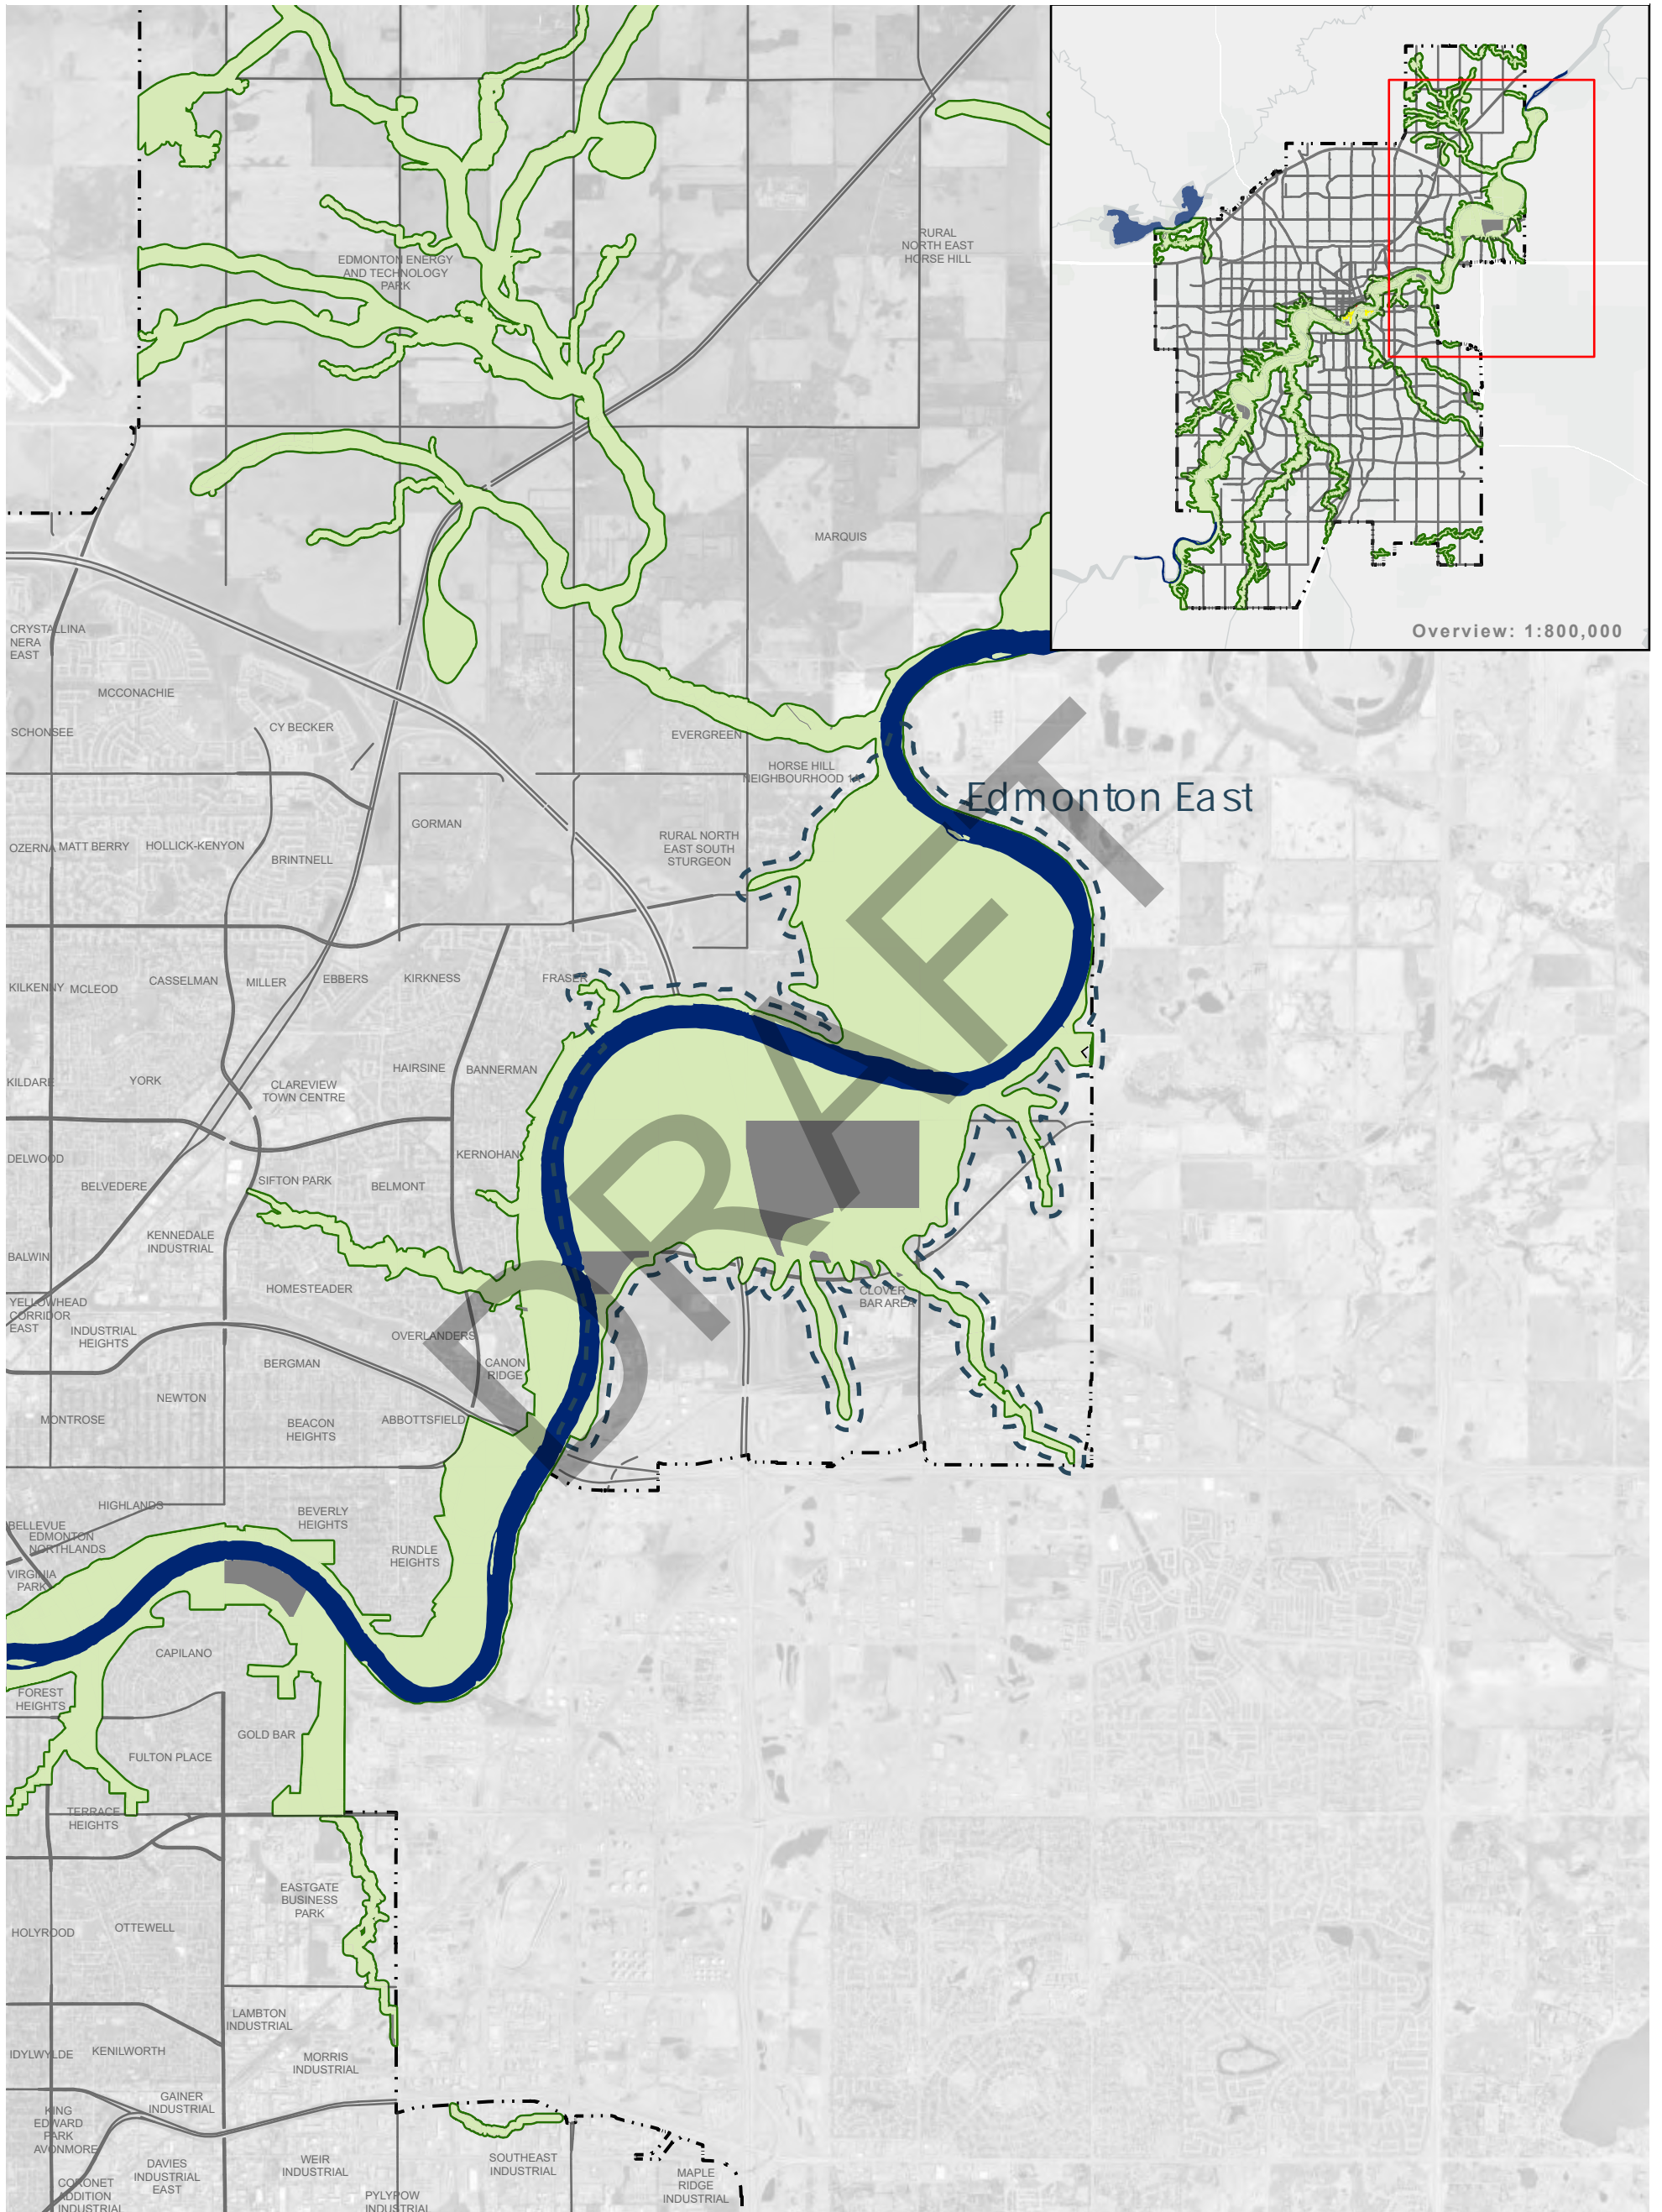 Overview: 1:800,000
EDMONTON ENERGY
AND TECHNOLOGY
PARK
RURAL
NORTH EAST
HORSE HILL
MARQUIS
CRYSTALLINA
NERA
EAST
MCCONACHIE
SCHONSEE
CY BECKER
EVERGREEN
HORSE HILL
NEIGHBOURHOOD 1A
Edmonton East
GORMAN
RURAL NORTH
EAST SOUTH
STURGEON
OZERNA
MATT BERRY
HOLLICK-KENYON
BRINTNELL
KILKENNY
MCLEOD
CASSELMAN
MILLER
EBBERS
KIRKNESS
FRASER
KILDARE
YORK
CLAREVIEW
TOWN CENTRE
HAIRSINE
BANNERMAN
DRAFT
DELWOOD
BELVEDERE
SIFTON PARK
BELMONT
KERNOHAN
BALWIN
KENNEDALE
INDUSTRIAL
HOMESTEADER
CLOVER
BAR AREA
YELLOWHEAD
CORRIDOR
EAST
INDUSTRIAL
HEIGHTS
OVERLANDERS
BERGMAN
CANON
RIDGE
NEWTON
MONTROSE
BEACON
HEIGHTS
ABBOTTSFIELD
HIGHLANDS
BEVERLY
HEIGHTS
BELLEVUE
EDMONTON
NORTHLANDS
VIRGINIA
PARK
RUNDLE
HEIGHTS
CAPILANO
FOREST
HEIGHTS
GOLD BAR
FULTON PLACE
TERRACE
HEIGHTS
EASTGATE
BUSINESS
PARK
HOLYROOD
OTTEWELL
LAMBTON
INDUSTRIAL
IDYLWYLDE
KENILWORTH
MORRIS
INDUSTRIAL
GAINER
INDUSTRIAL
KING
EDWARD
PARK
AVONMORE
DAVIES
INDUSTRIAL
EAST
WEIR
INDUSTRIAL
SOUTHEAST
INDUSTRIAL
MAPLE
RIDGE
INDUSTRIAL
CORONET
ADDITION
INDUSTRIAL
PYLYPOW
INDUSTRIAL